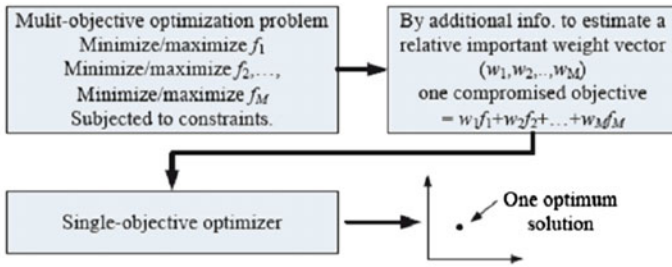 Mulit-objective optimization problem
Minimize/maximize f1
Minimize/maximize f2,...,
Minimize/maximize fM
Subjected to constraints.
By additional info. to estimate a
relative important weight vector
(w1,w2,..,wM)
one compromised objective
= w1f1+w2f2+...+wMfM
Single-objective optimizer
One optimum
solution